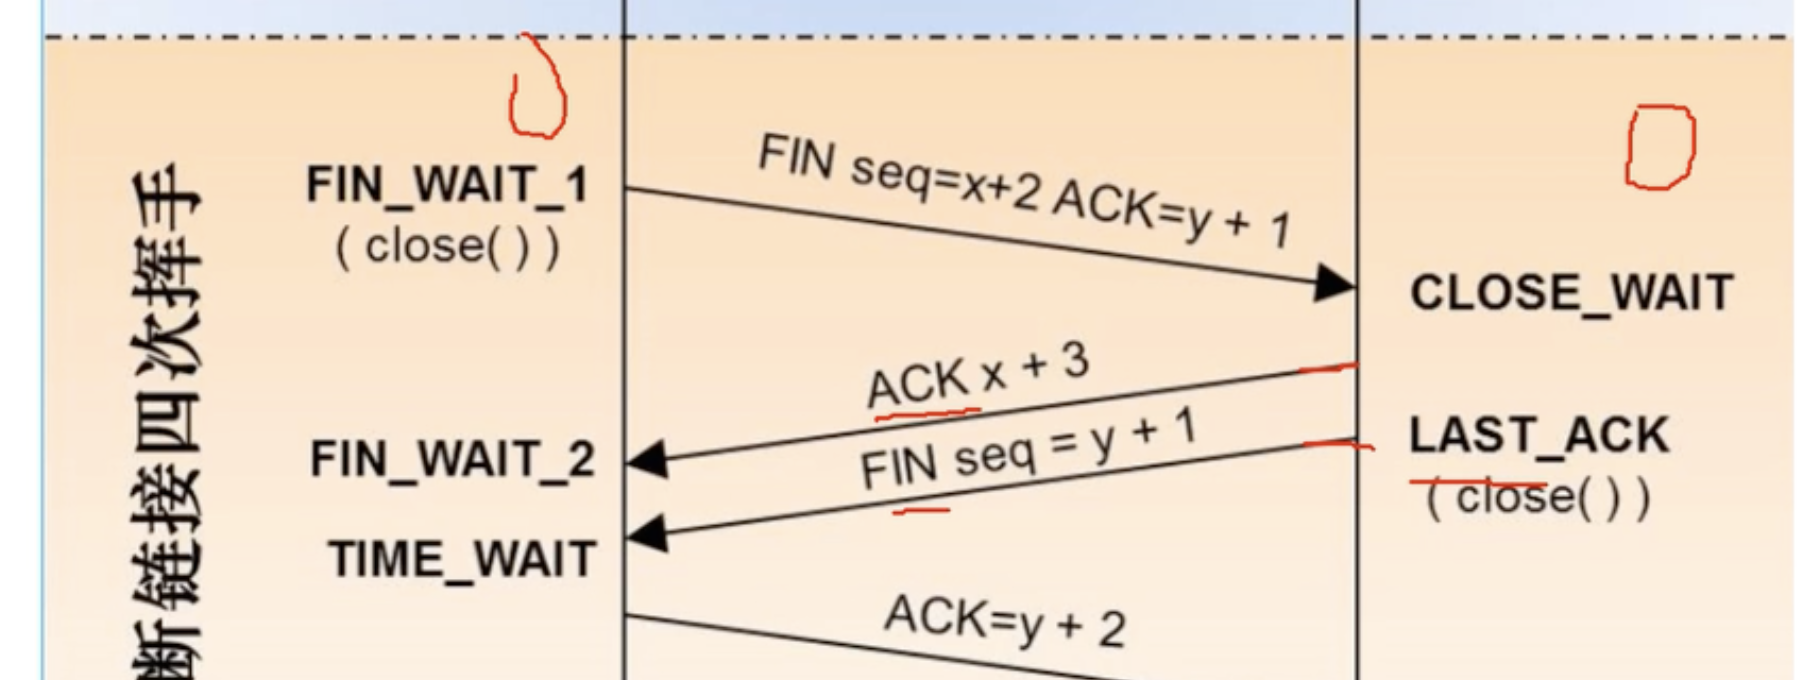 断链接四次挥手
FIN_WAIT_1
( close( ) )
FIN seq=x+2 ACK=y + 1
CLOSE_WAIT
ACK x + 3
FIN_WAIT_2
FIN seq = y + 1
LAST_ACK
( close( ) )
TIME_WAIT
ACK=y + 2